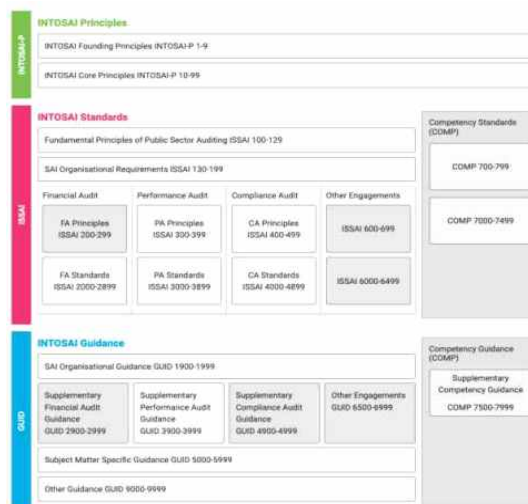 INTOSAI-P
INTOSAI Principles
INTOSAI Founding Principles INTOSAI-P 1-9
INTOSAI Core Principles INTOSAI-P 10-99
ISSAI
INTOSAI Standards
Fundamental Principles of Public Sector Auditing ISSAI 100-129
SAI Organisational Requirements ISSAI 130-199
Financial Audit
FA Principles
ISSAI 200-299
FA Standards
ISSAI 2000-2899
Performance Audit
PA Principles
ISSAI 300-399
PA Standards
ISSAI 3000-3899
Compliance Audit
CA Principles
ISSAI 400-499
CA Standards
ISSAI 4000-4899
Other Engagements
ISSAI 600-699
ISSAI 6000-6499
Competency Standards
(COMP)
COMP 700-799
COMP 7000-7499
GUID
INTOSAI Guidance
SAI Organisational Guidance GUID 1900-1999
Supplementary
Financial Audit
Guidance
GUID 2900-2999
Supplementary
Performance Audit
Guidance
GUID 3900-3999
Supplementary
Compliance Audit
Guidance
GUID 4900-4999
Other Engagements
GUID 6500-6999
Subject Matter Specific Guidance GUID 5000-5999
Other Guidance GUID 9000-9999
Competency Guidance
(COMP)
Supplementary
Competency Guidance
COMP 7500-7999